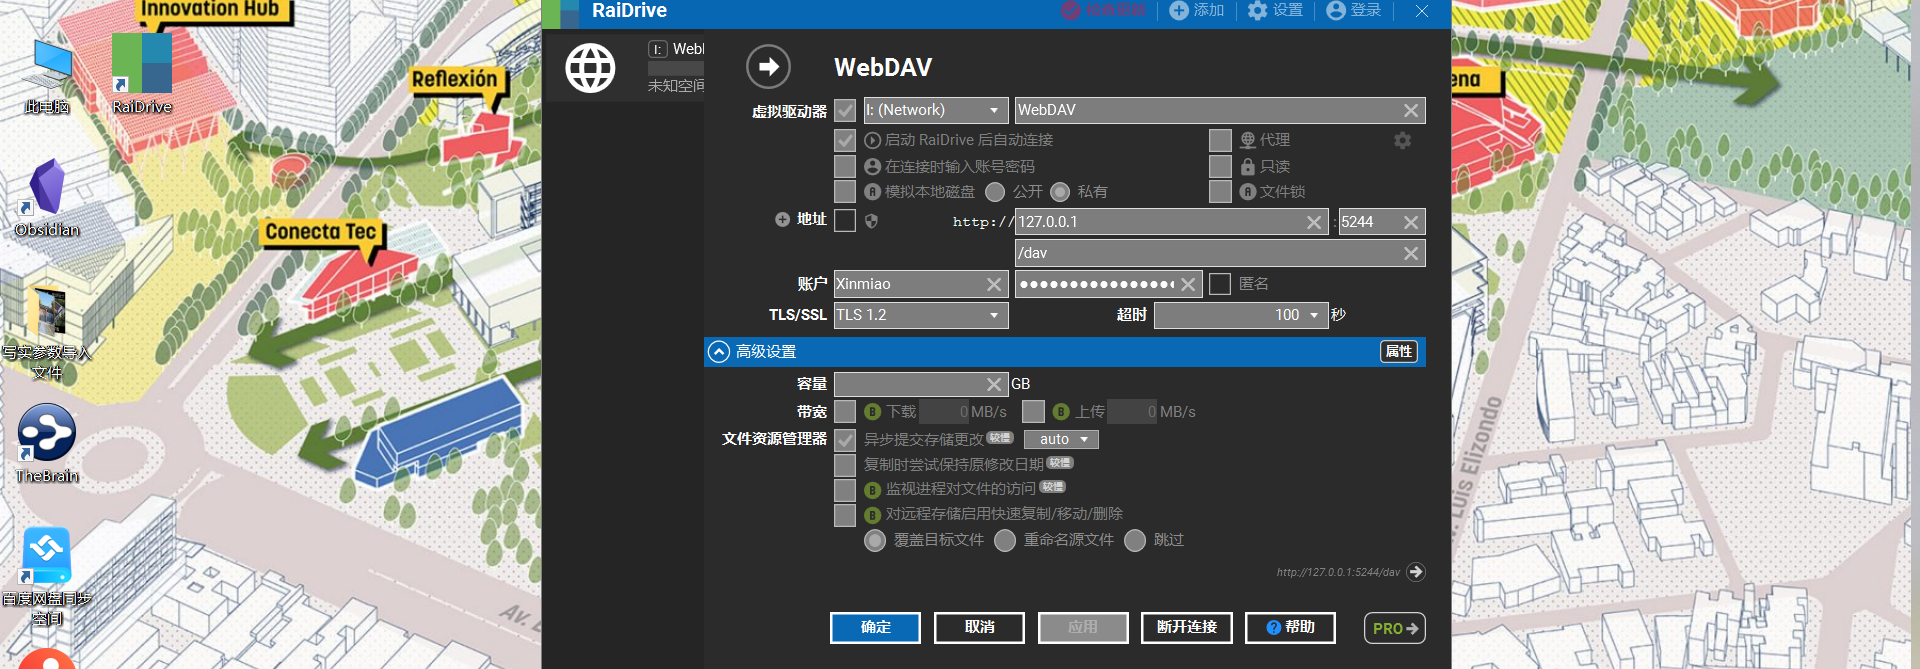 Innovation Hub
Reflexión
Conecta Tec
ena
Luis Elizondo
Av.
此电脑
RaiDrive
Obsidian
写实参数导入
文件
TheBrain
百度网盘同步
空间
RaiDrive
添加
设置
登录
I: WebI
未知空间
WebDAV
虚拟驱动器 I: (Network) WebDAV
启动 RaiDrive 后自动连接 代理
在连接时输入账号密码 只读
模拟本地磁盘 公开 私有 文件锁
地址 http:// 127.0.0.1 : 5244
/dav
账户 Xinmiao ●●●●●●●●●●●●●●● 匿名
TLS/SSL TLS 1.2 超时 100 秒
高级设置 属性
容量 GB
带宽 B 下载 0 MB/s B 上传 0 MB/s
文件资源管理器 异步提交存储更改 较慢 auto
复制时尝试保持原修改日期 较慢
B 监视进程对文件的访问 较慢
B 对远程存储启用快速复制/移动/删除
覆盖目标文件 重命名源文件 跳过
http://127.0.0.1:5244/dav
确定 取消 应用 断开连接 ? 帮助 PRO